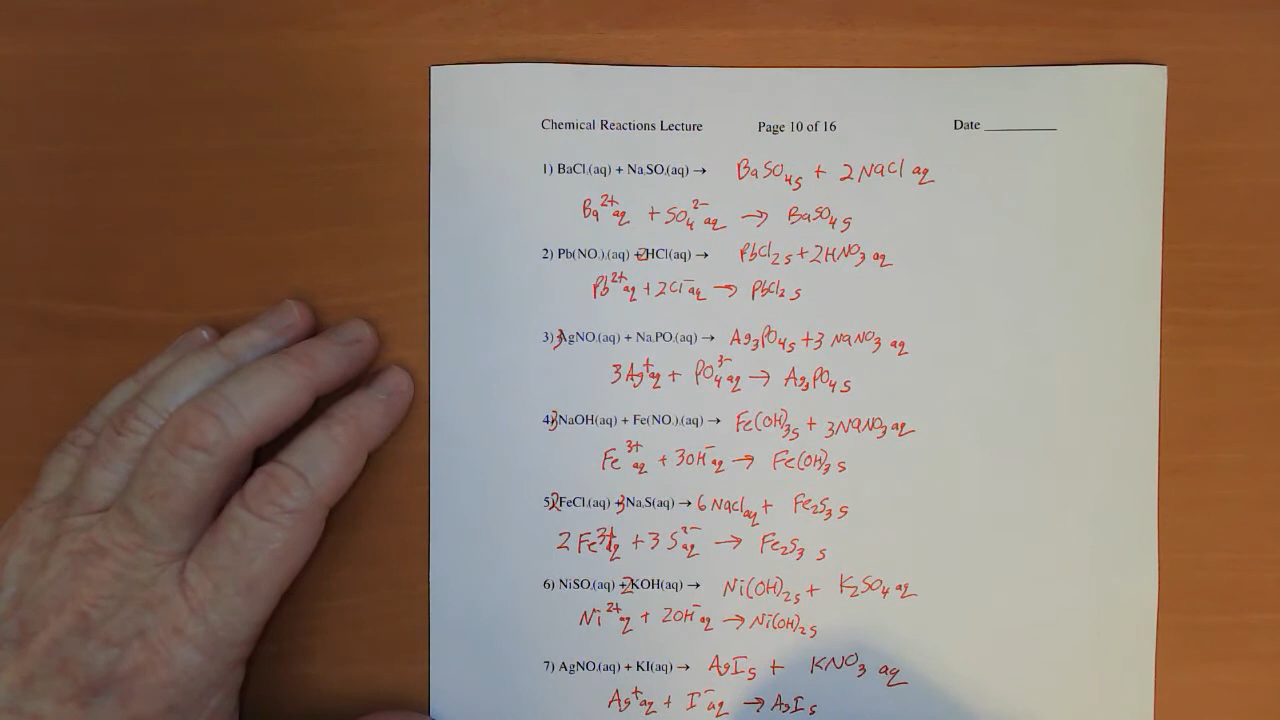 Chemical Reactions Lecture Page 10 of 16 Date ________
1) BaCl₂(aq) + Na₂SO₄(aq) → BaSO₄ s + 2 NaCl aq
Ba²⁺ aq + SO₄²⁻ aq → BaSO₄ s
2) Pb(NO₃)₂(aq) + 2HCl(aq) → PbCl₂ s + 2HNO₃ aq
Pb²⁺ aq + 2Cl⁻ aq → PbCl₂ s
3) 3AgNO₃(aq) + Na₃PO₄(aq) → Ag₃PO₄ s + 3 NaNO₃ aq
3Ag⁺ aq + PO₄³⁻ aq → Ag₃PO₄ s
4) 3NaOH(aq) + Fe(NO₃)₃(aq) → Fe(OH)₃ s + 3NaNO₃ aq
Fe³⁺ aq + 3OH⁻ aq → Fe(OH)₃ s
5) 2FeCl₃(aq) + 3Na₂S(aq) → 6 NaCl aq + Fe₂S₃ s
2 Fe³⁺ aq + 3 S²⁻ aq → Fe₂S₃ s
6) NiSO₄(aq) + 2KOH(aq) → Ni(OH)₂ s + K₂SO₄ aq
Ni²⁺ aq + 2OH⁻ aq → Ni(OH)₂ s
7) AgNO₃(aq) + KI(aq) → AgI s + KNO₃ aq
Ag⁺ aq + I⁻ aq → AgI s